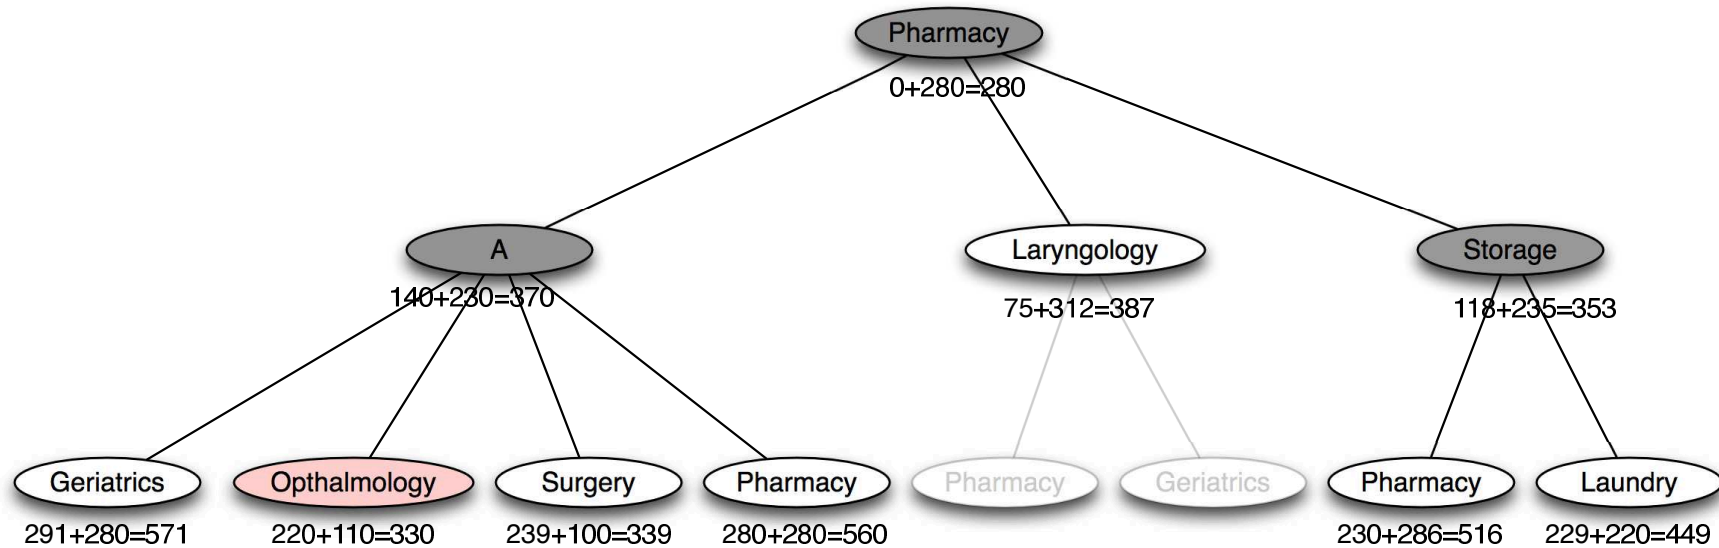 Pharmacy
0+280=280
A
Laryngology
Storage
140+230=370
75+312=387
118+235=353
Geriatrics
Opthalmology
Surgery
Pharmacy
Pharmacy
Geriatrics
Pharmacy
Laundry
291+280=571
220+110=330
239+100=339
280+280=560
230+286=516
229+220=449